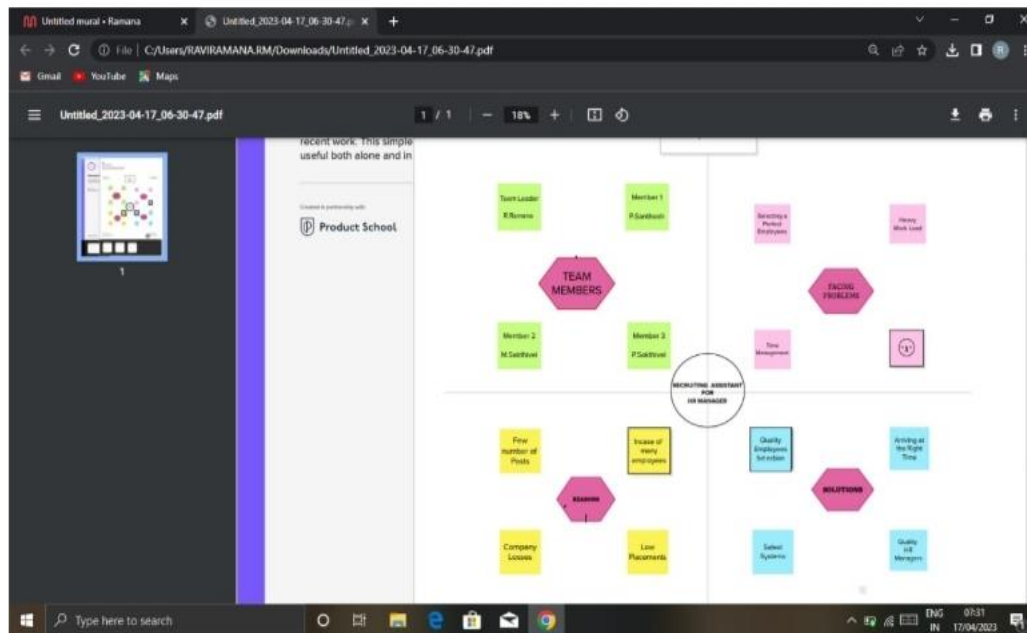 Untitled mural • Ramana
Untitled_2023-04-17_06-30-47.p
File | C:/Users/RAVIRAMANA.RM/Downloads/Untitled_2023-04-17_06-30-47.pdf
Gmail YouTube Maps
Untitled_2023-04-17_06-30-47.pdf
1 / 1 − 18% +
1
recent work. This simple
useful both alone and in
Created in partnership with
Product School
Team Leader
R.Ramana
Member 1
P.Santhosh
TEAM
MEMBERS
Member 2
M.Sakthivel
Member 3
P.Sakthivel
Selecting a
Perfect
Employees
Heavy
Work Load
FACING
PROBLEMS
Time
Management
RECRUITING ASSISTANT
FOR
HR MANAGER
Few
number of
Posts
Incase of
many
employees
REASONS
Company
Losses
Low
Placements
Quality
Employees
Selection
Arriving at
the Right
Time
SOLUTIONS
Select
Systems
Quality
HR
Managers
Type here to search
ENG
IN
07:31
17/04/2023